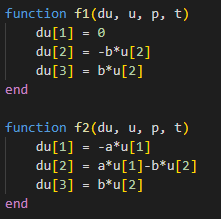 function f1(du, u, p, t)
    du[1] = 0
    du[2] = -b*u[2]
    du[3] = b*u[2]
end

function f2(du, u, p, t)
    du[1] = -a*u[1]
    du[2] = a*u[1]-b*u[2]
    du[3] = b*u[2]
end